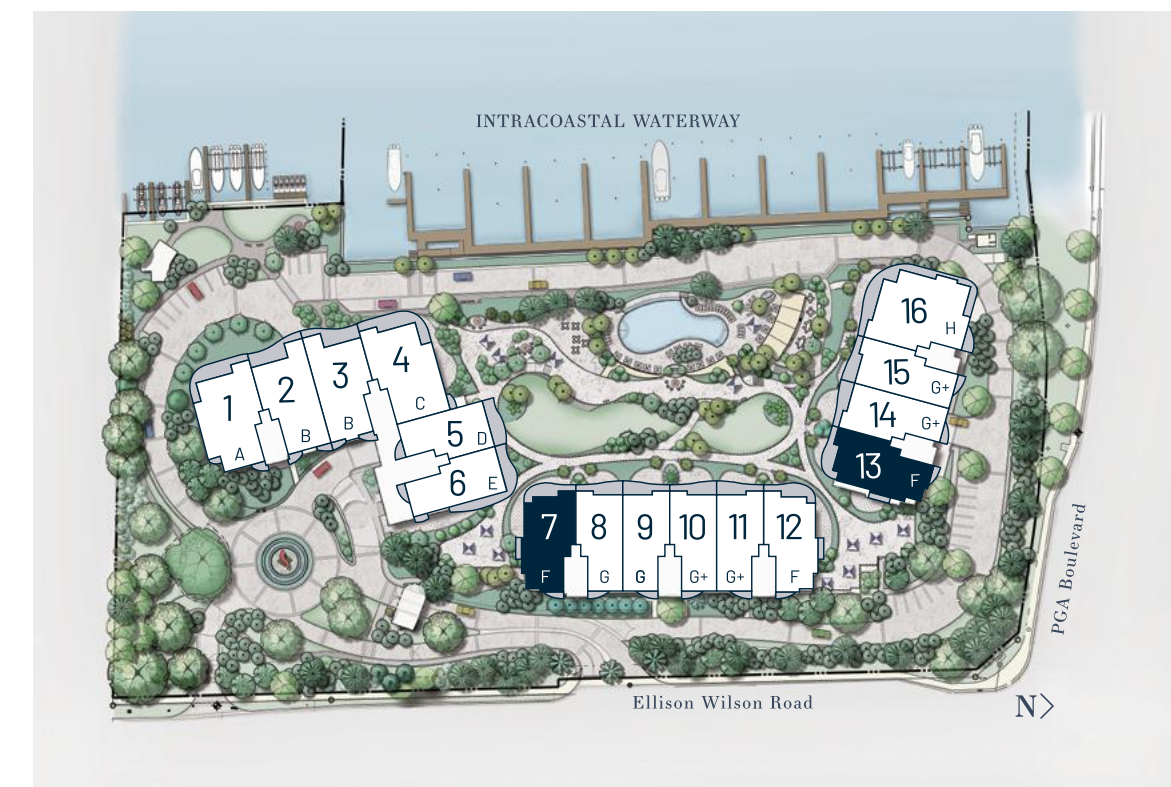 INTRACOASTAL WATERWAY
16
H
4
3
2
15
1
G+
C
14
B
G+
5
D
B
A
13
F
6
E
7
8
9
10
11
12
F
G
G
G+
G+
F
PGA Boulevard
Ellison Wilson Road
N